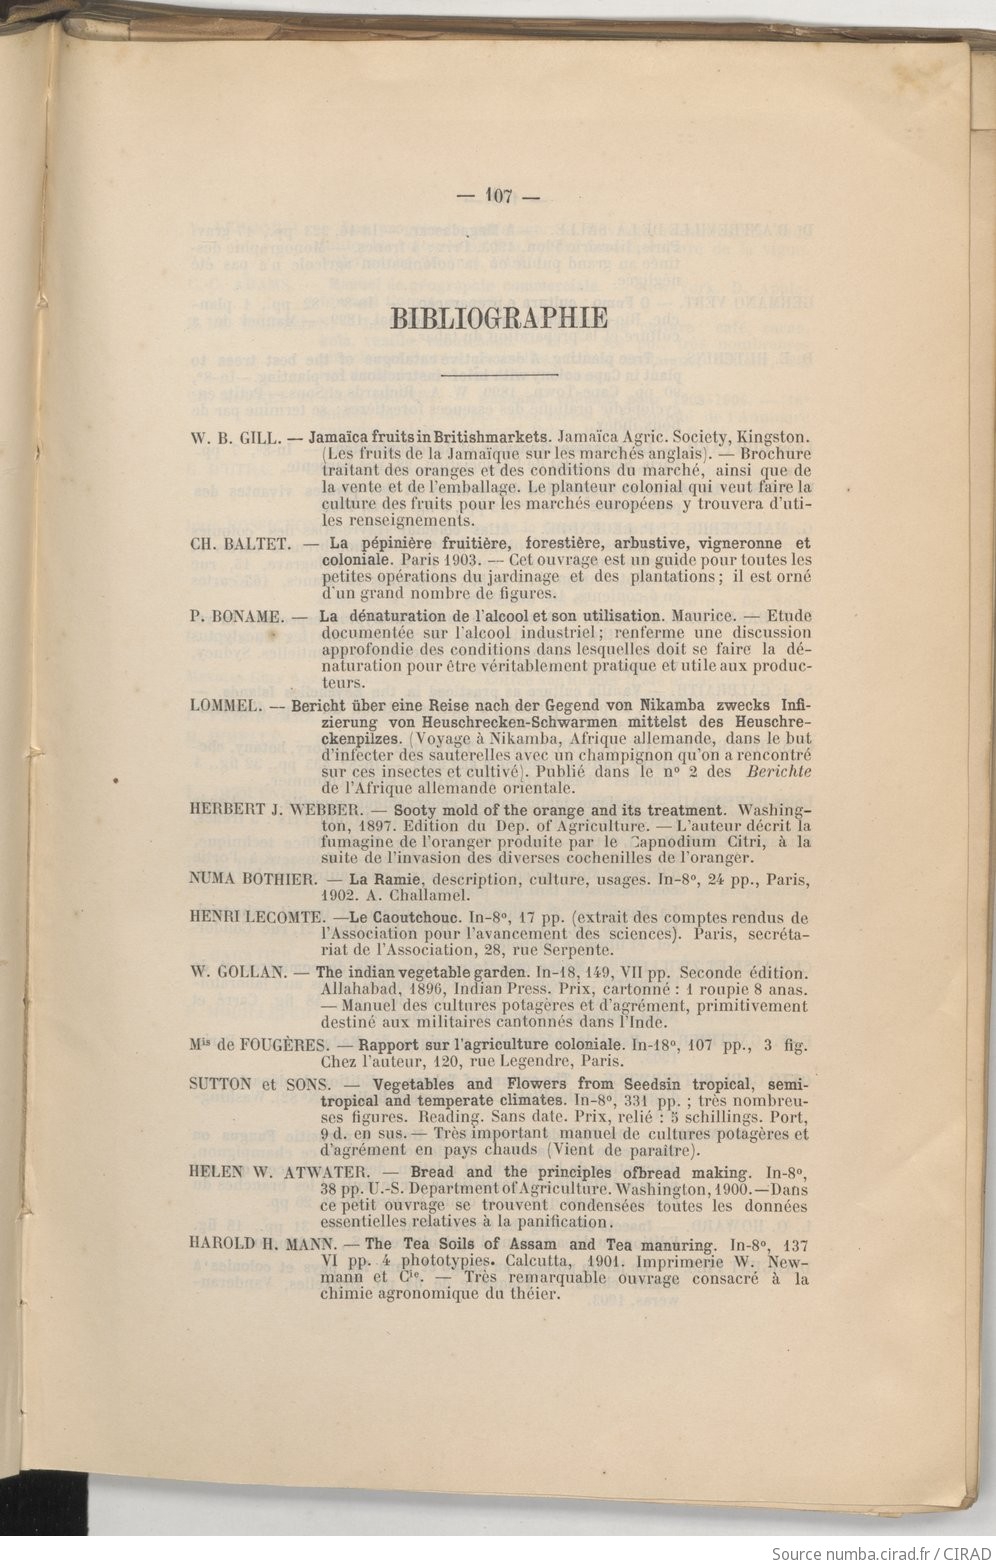 — 107 —
BIBLIOGRAPHIE
W. B. GILL. — Jamaïca fruits in Britishmarkets. Jamaïca Agric. Society, Kingston.
(Les fruits de la Jamaïque sur les marchés anglais). — Brochure
traitant des oranges et des conditions du marché, ainsi que de
la vente et de l'emballage. Le planteur colonial qui veut faire la
culture des fruits pour les marchés européens y trouvera d'uti-
les renseignements.
CH. BALTET. — La pépinière fruitière, forestière, arbustive, vigneronne et
coloniale. Paris 1903. — Cet ouvrage est un guide pour toutes les
petites opérations du jardinage et des plantations; il est orné
d'un grand nombre de figures.
P. BONAME. — La dénaturation de l'alcool et son utilisation. Maurice. — Etude
documentée sur l'alcool industriel; renferme une discussion
approfondie des conditions dans lesquelles doit se faire la dé-
naturation pour être véritablement pratique et utile aux produc-
teurs.
LOMMEL. — Bericht über eine Reise nach der Gegend von Nikamba zwecks Infi-
zierung von Heuschrecken-Schwarmen mittelst des Heuschre-
ckenpilzes. (Voyage à Nikamba, Afrique allemande, dans le but
d'infecter des sauterelles avec un champignon qu'on a rencontré
sur ces insectes et cultivé). Publié dans le nº 2 des Berichte
de l'Afrique allemande orientale.
HERBERT J. WEBBER. — Sooty mold of the orange and its treatment. Washing-
ton, 1897. Edition du Dep. of Agriculture. — L'auteur décrit la
fumagine de l'oranger produite par le Capnodium Citri, à la
suite de l'invasion des diverses cochenilles de l'oranger.
NUMA BOTHIER. — La Ramie, description, culture, usages. In-8º, 24 pp., Paris,
1902. A. Challamel.
HENRI LECOMTE. —Le Caoutchouc. In-8º, 17 pp. (extrait des comptes rendus de
l'Association pour l'avancement des sciences). Paris, secréta-
riat de l'Association, 28, rue Serpente.
W. GOLLAN. — The indian vegetable garden. In-18, 149, VII pp. Seconde édition.
Allahabad, 1896, Indian Press. Prix, cartonné : 1 roupie 8 anas.
— Manuel des cultures potagères et d'agrément, primitivement
destiné aux militaires cantonnés dans l'Inde.
Mis de FOUGÈRES. — Rapport sur l'agriculture coloniale. In-18º, 107 pp., 3 fig.
Chez l'auteur, 120, rue Legendre, Paris.
SUTTON et SONS. — Vegetables and Flowers from Seedsin tropical, semi-
tropical and temperate climates. In-8º, 331 pp. ; très nombreu-
ses figures. Reading. Sans date. Prix, relié : 5 schillings. Port,
9 d. en sus. — Très important manuel de cultures potagères et
d'agrément en pays chauds (Vient de paraître).
HELEN W. ATWATER. — Bread and the principles ofbread making. In-8º,
38 pp. U.-S. Department of Agriculture. Washington, 1900. — Dans
ce petit ouvrage se trouvent condensées toutes les données
essentielles relatives à la panification.
HAROLD H. MANN. — The Tea Soils of Assam and Tea manuring. In-8º, 137
VI pp. 4 phototypies. Calcutta, 1901. Imprimerie W. New-
mann et Cie. — Très remarquable ouvrage consacré à la
chimie agronomique du théier.
Source numba.cirad.fr / CIRAD